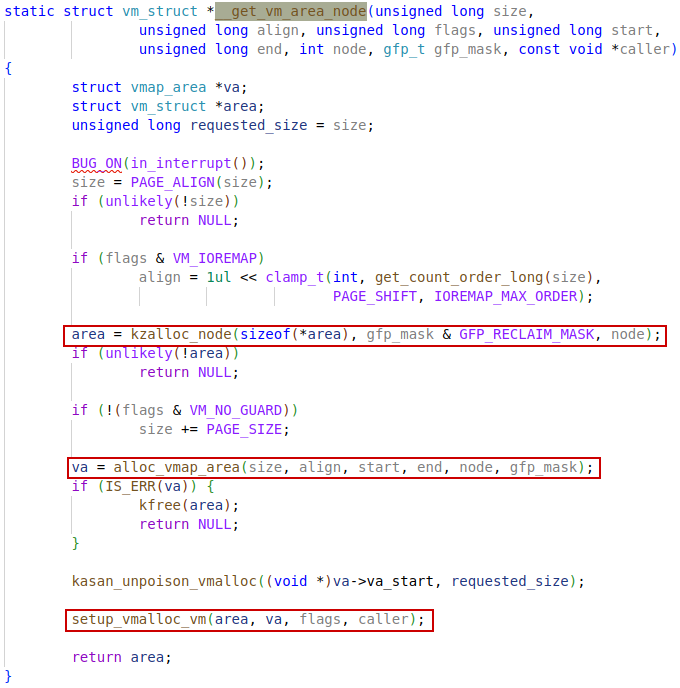 static struct vm_struct *__get_vm_area_node(unsigned long size,
unsigned long align, unsigned long flags, unsigned long start,
unsigned long end, int node, gfp_t gfp_mask, const void *caller)
{
struct vmap_area *va;
struct vm_struct *area;
unsigned long requested_size = size;
BUG_ON(in_interrupt());
size = PAGE_ALIGN(size);
if (unlikely(!size))
return NULL;
if (flags & VM_IOREMAP)
align = 1ul << clamp_t(int, get_count_order_long(size),
PAGE_SHIFT, IOREMAP_MAX_ORDER);
area = kzalloc_node(sizeof(*area), gfp_mask & GFP_RECLAIM_MASK, node);
if (unlikely(!area))
return NULL;
if (!(flags & VM_NO_GUARD))
size += PAGE_SIZE;
va = alloc_vmap_area(size, align, start, end, node, gfp_mask);
if (IS_ERR(va)) {
kfree(area);
return NULL;
}
kasan_unpoison_vmalloc((void *)va->va_start, requested_size);
setup_vmalloc_vm(area, va, flags, caller);
return area;
}